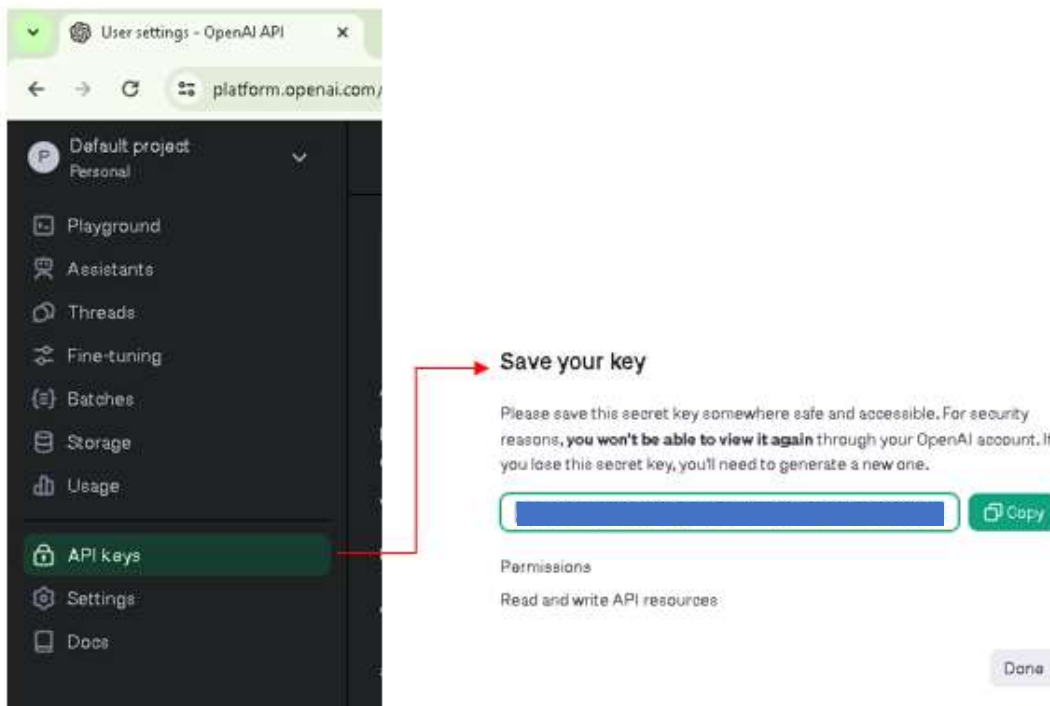 User settings - OpenAI API
platform.openai.com/
P
Default project
Personal
Playground
Assistants
Threads
Fine-tuning
Batches
Storage
Usage
API keys
Settings
Docs
Save your key
Please save this secret key somewhere safe and accessible. For security
reasons, you won't be able to view it again through your OpenAI account. If
you lose this secret key, you'll need to generate a new one.
Copy
Permissions
Read and write API resources
Done